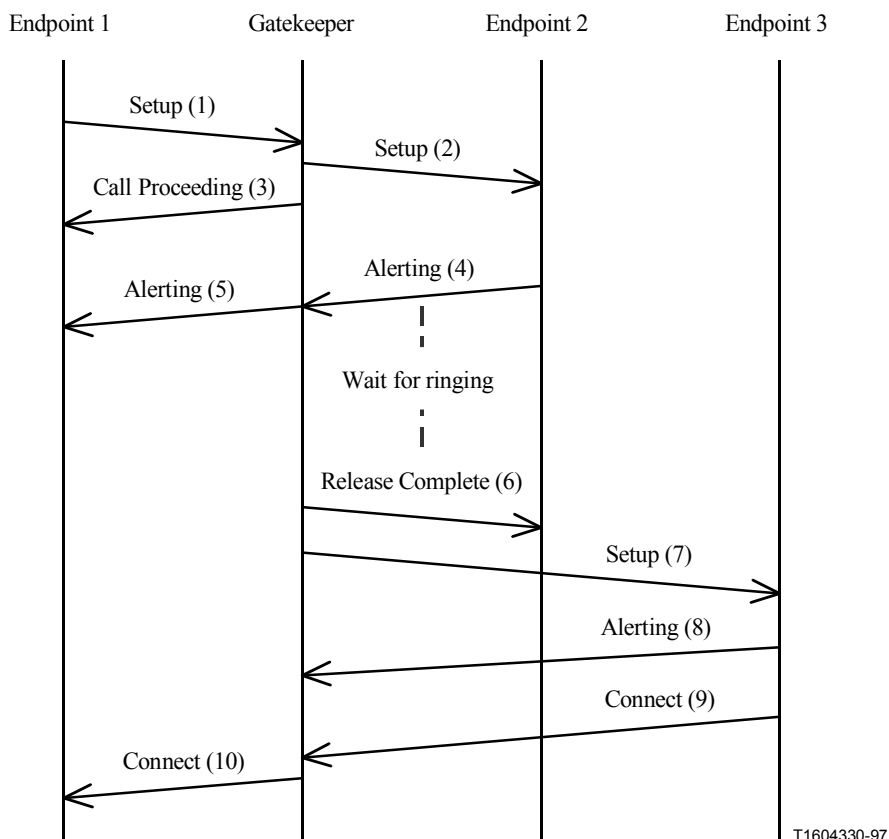 Endpoint 1 Gatekeeper Endpoint 2 Endpoint 3
Setup (1)
Setup (2)
Call Proceeding (3)
Alerting (4)
Alerting (5)
Wait for ringing
Release Complete (6)
Setup (7)
Alerting (8)
Connect (9)
Connect (10)
T1604330-97